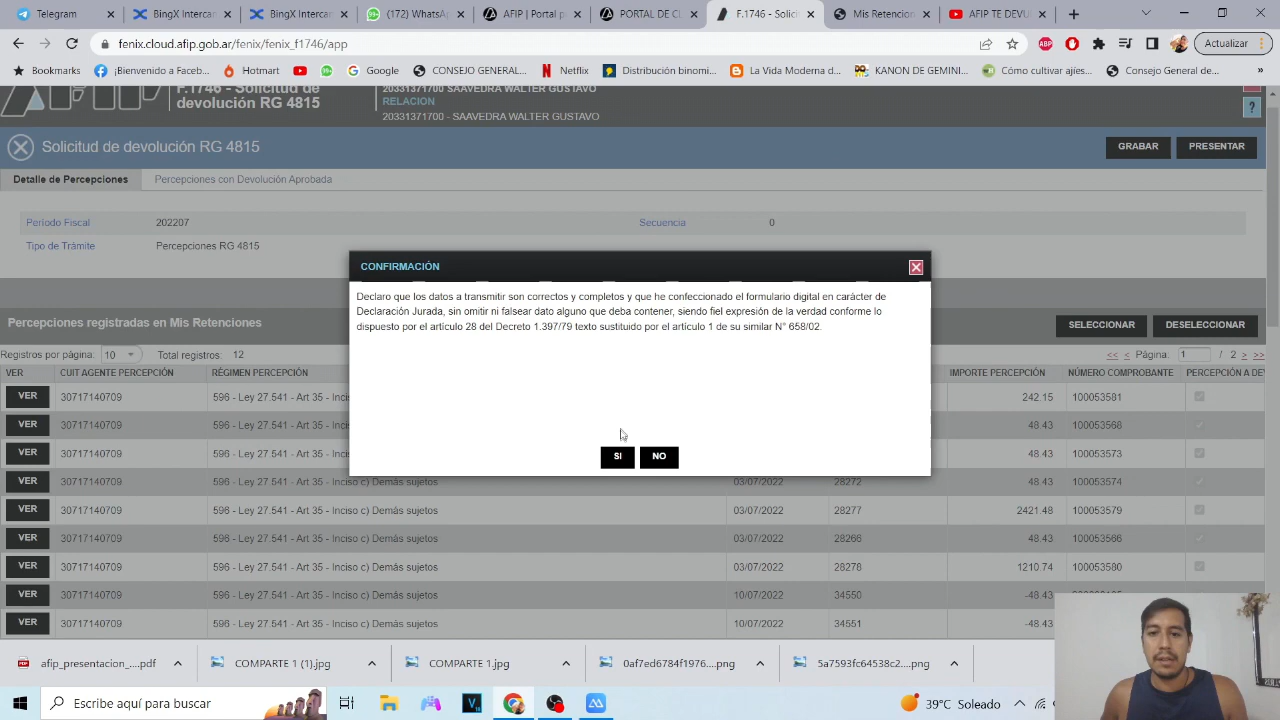 Telegram
BingX Intercan
BingX Intercan
(172) WhatsA
AFIP | Portal p
PORTAL DE CL
F.1746 - Solicit
Mis Retencion
AFIP TE DEVU
fenix.cloud.afip.gob.ar/fenix/fenix_f1746/app
Actualizar
Bookmarks
¡Bienvenido a Faceb...
Hotmart
Google
CONSEJO GENERAL...
Netflix
Distribución binomi...
La Vida Moderna d...
KANON DE GEMINI...
Cómo cultivar ajíes...
Consejo General de...
»
F.1746 - Solicitud de
devolución RG 4815
20331371700 SAAVEDRA WALTER GUSTAVO
RELACION
20331371700 - SAAVEDRA WALTER GUSTAVO
?
Solicitud de devolución RG 4815
GRABAR
PRESENTAR
Detalle de Percepciones
Percepciones con Devolución Aprobada
Período Fiscal 202207 Secuencia 0
Tipo de Trámite Percepciones RG 4815
CONFIRMACIÓN
Declaro que los datos a transmitir son correctos y completos y que he confeccionado el formulario digital en carácter de
Declaración Jurada, sin omitir ni falsear dato alguno que deba contener, siendo fiel expresión de la verdad conforme lo
dispuesto por el artículo 28 del Decreto 1.397/79 texto sustituido por el artículo 1 de su similar N° 658/02.
SI
NO
Percepciones registradas en Mis Retenciones
SELECCIONAR
DESELECCIONAR
Registros por página: 10 Total registros: 12
<< < Página: 1 / 2 > >>
VER CUIT AGENTE PERCEPCIÓN RÉGIMEN PERCEPCIÓN IMPORTE PERCEPCIÓN NÚMERO COMPROBANTE PERCEPCIÓN A DEV
VER 30717140709 596 - Ley 27.541 - Art 35 - Inci 242.15 100053581
VER 30717140709 596 - Ley 27.541 - Art 35 - Inci 48.43 100053568
VER 30717140709 596 - Ley 27.541 - Art 35 - Inci 48.43 100053573
VER 30717140709 596 - Ley 27.541 - Art 35 - Inciso c) Demás sujetos 03/07/2022 28272 48.43 100053574
VER 30717140709 596 - Ley 27.541 - Art 35 - Inciso c) Demás sujetos 03/07/2022 28277 2421.48 100053579
VER 30717140709 596 - Ley 27.541 - Art 35 - Inciso c) Demás sujetos 03/07/2022 28266 48.43 100053566
VER 30717140709 596 - Ley 27.541 - Art 35 - Inciso c) Demás sujetos 03/07/2022 28278 1210.74 100053580
VER 30717140709 596 - Ley 27.541 - Art 35 - Inciso c) Demás sujetos 10/07/2022 34550 -48.43
VER 30717140709 596 - Ley 27.541 - Art 35 - Inciso c) Demás sujetos 10/07/2022 34551 -48.43
afip_presentacion_....pdf
COMPARTE 1 (1).jpg
COMPARTE 1.jpg
0af7ed6784f1976....png
5a7593fc64538c2....png
Escribe aquí para buscar
39°C Soleado